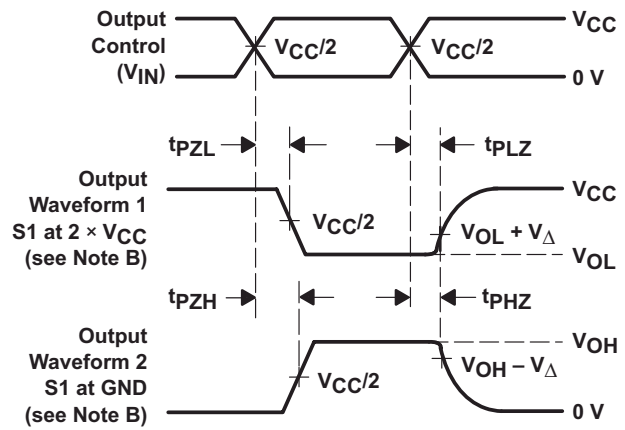 Output
Control
(VIN)
VCC/2
VCC/2
VCC
0 V
tPZL
tPLZ
Output
Waveform 1
S1 at 2 × VCC
(see Note B)
VCC/2
VCC
VOL + VΔ
VOL
tPZH
tPHZ
Output
Waveform 2
S1 at GND
(see Note B)
VCC/2
VOH
VOH − VΔ
0 V